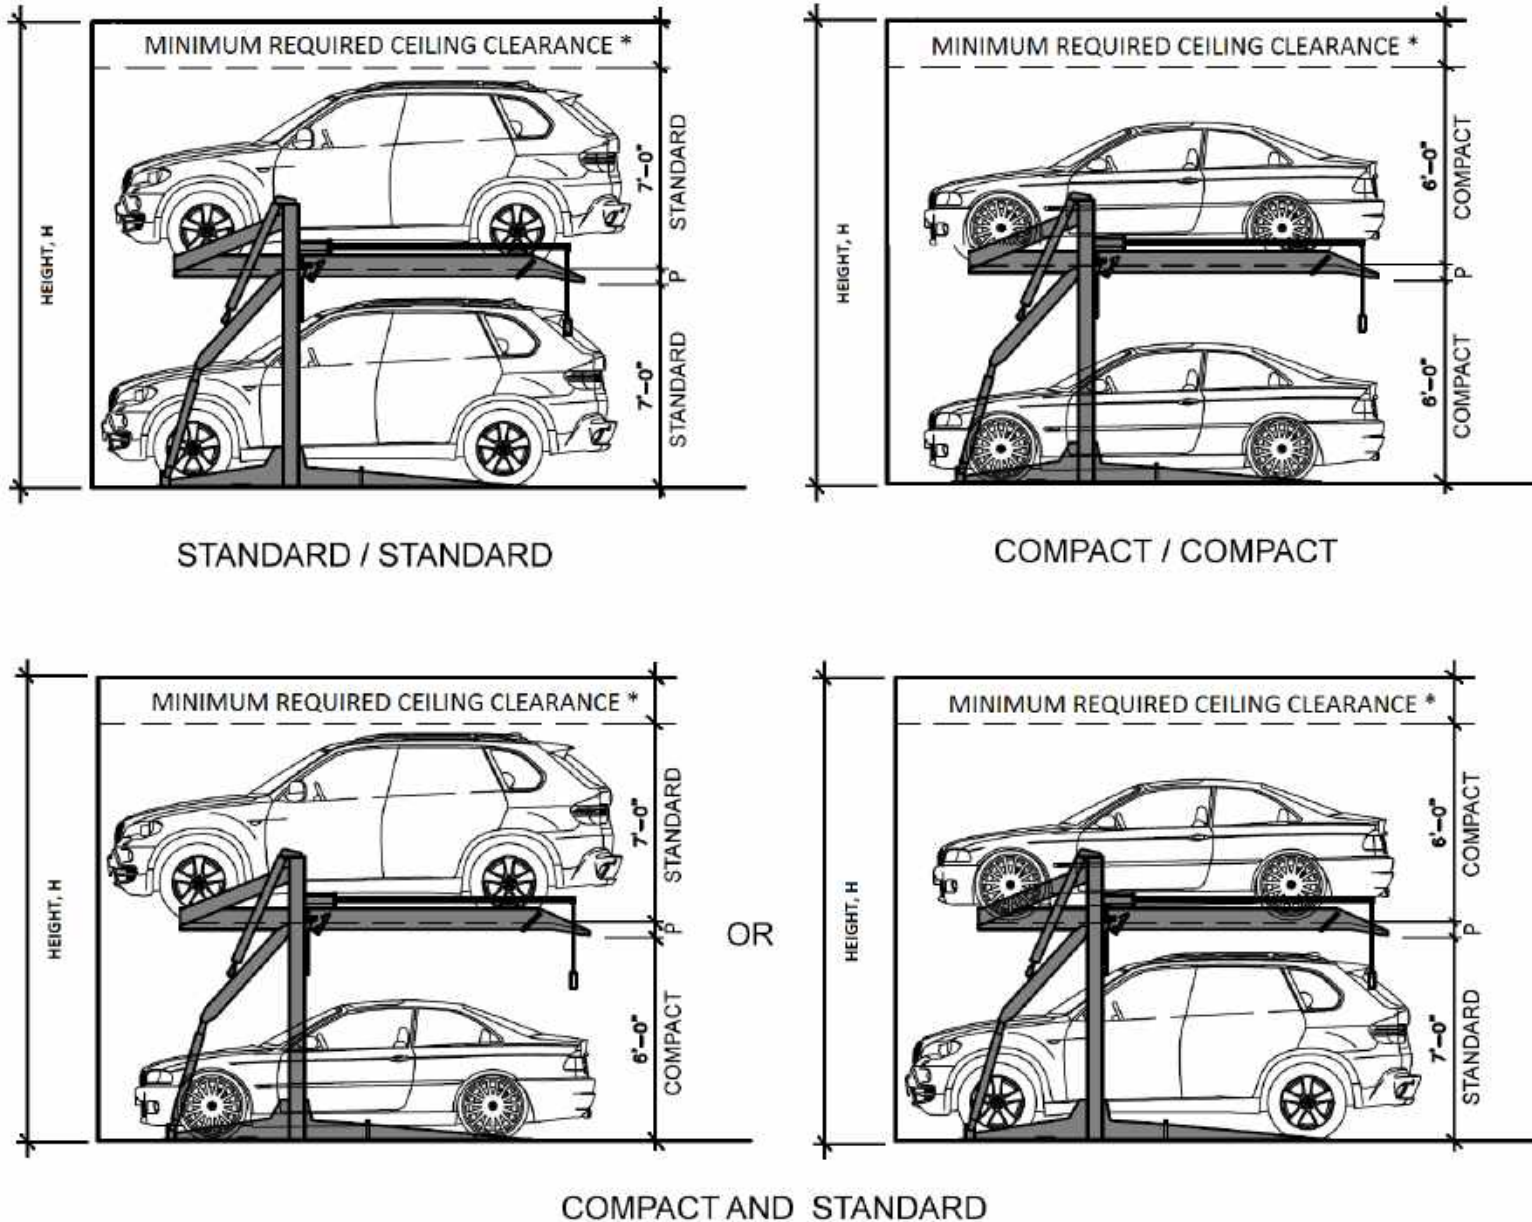 MINIMUM REQUIRED CEILING CLEARANCE *
HEIGHT, H
7'-0"
STANDARD
P
7'-0"
STANDARD
STANDARD / STANDARD
MINIMUM REQUIRED CEILING CLEARANCE *
HEIGHT, H
6'-0"
COMPACT
P
6'-0"
COMPACT
COMPACT / COMPACT
MINIMUM REQUIRED CEILING CLEARANCE *
HEIGHT, H
7'-0"
STANDARD
P
6'-0"
COMPACT
OR
MINIMUM REQUIRED CEILING CLEARANCE *
HEIGHT, H
6'-0"
COMPACT
P
7'-0"
STANDARD
COMPACT AND STANDARD